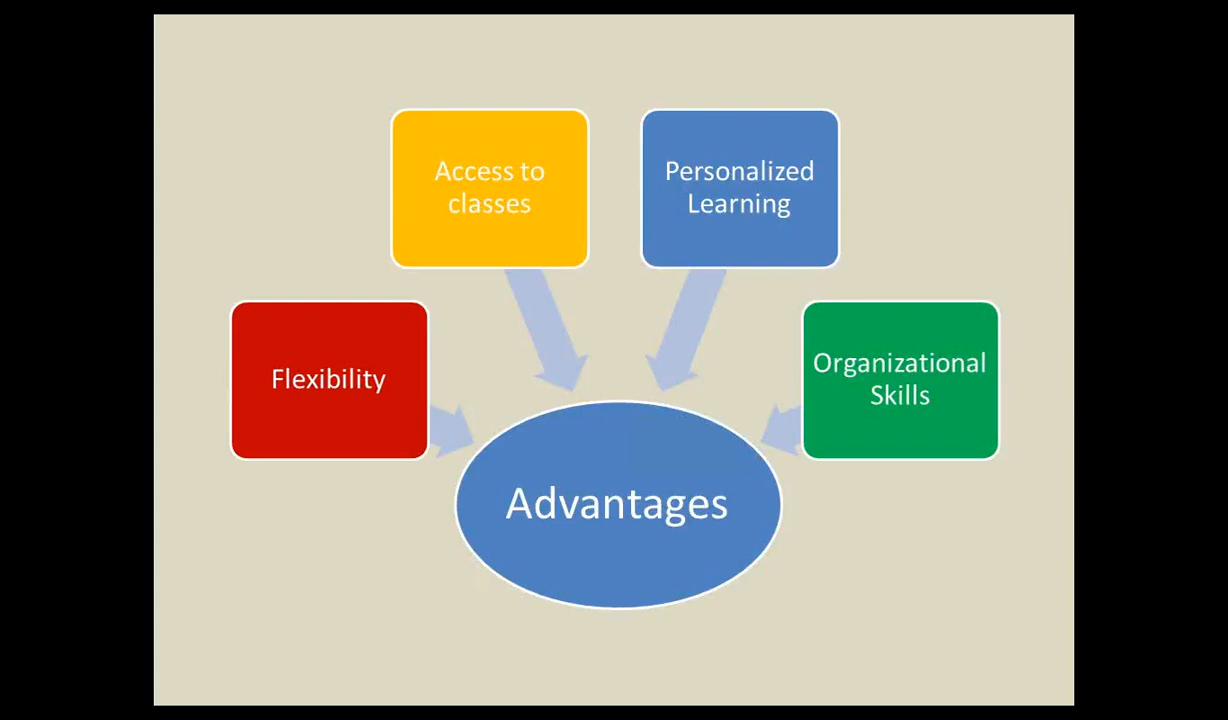 Access to
classes
Personalized
Learning
Flexibility
Organizational
Skills
Advantages